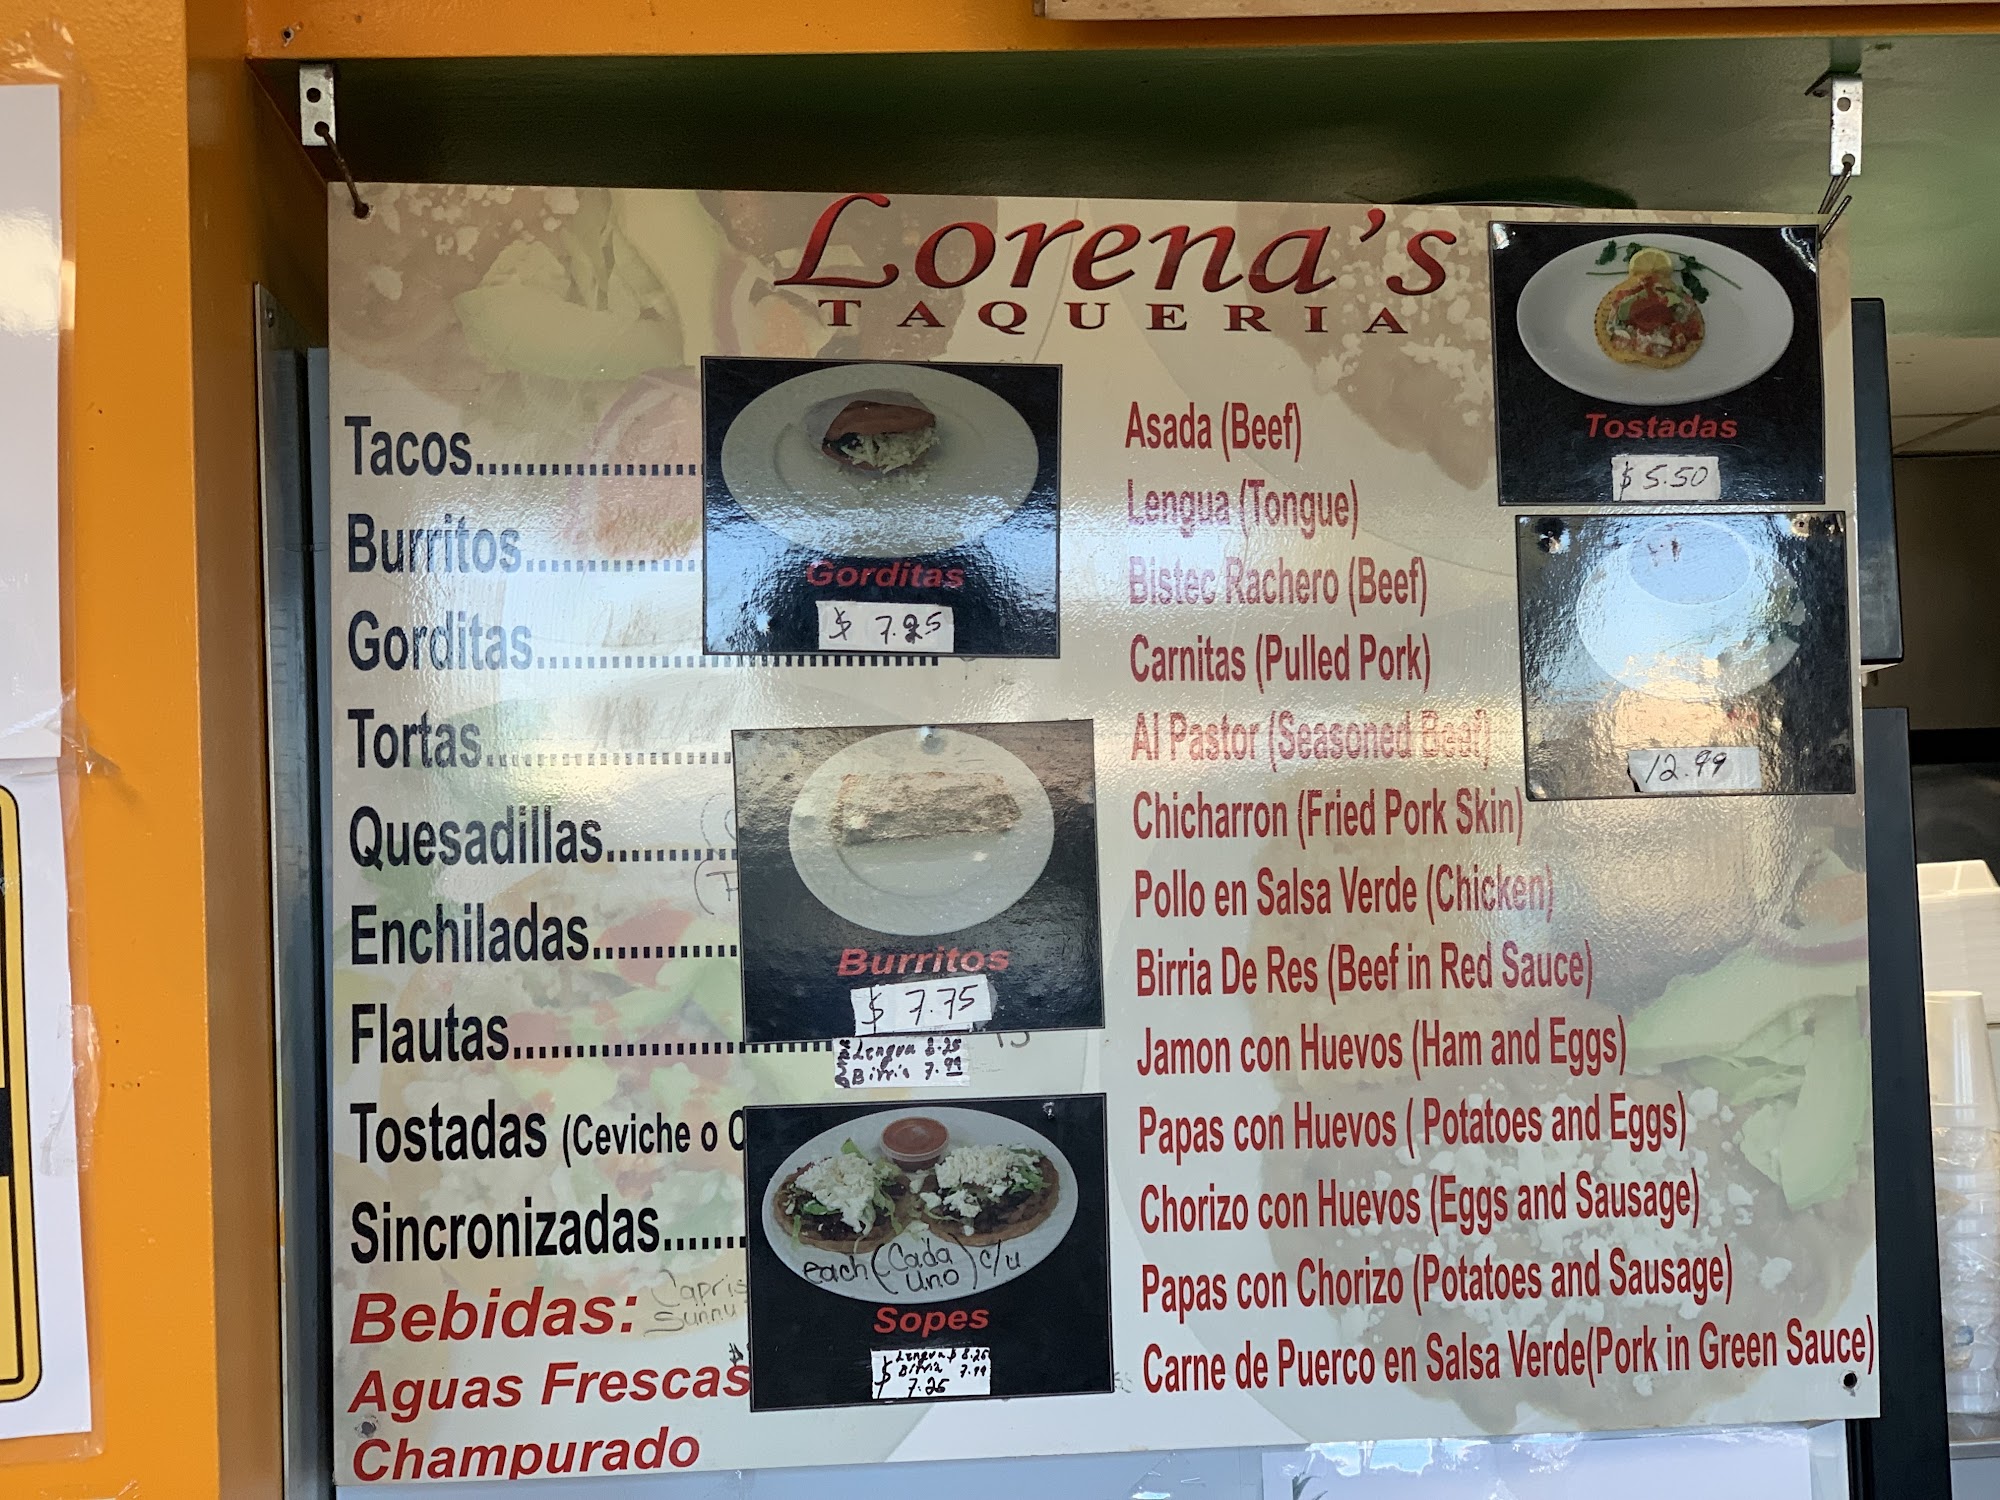 Lorena's
TAQUERIA
Tacos
Burritos
Gorditas
Tortas
Quesadillas
Enchiladas
Flautas
Tostadas (Ceviche o
Sincronizadas
Bebidas:
Aguas Frescas
Champurado
Gorditas
$ 7.25
Burritos
$ 7.75
Lengua 8.25
Birria 7.99
each (Cada Uno) c/u
Sopes
Lengua $ 8.25
Birria 7.99
$ 7.25
Asada (Beef)
Lengua (Tongue)
Bistec Rachero (Beef)
Carnitas (Pulled Pork)
Al Pastor (Seasoned Beef)
Chicharron (Fried Pork Skin)
Pollo en Salsa Verde (Chicken)
Birria De Res (Beef in Red Sauce)
Jamon con Huevos (Ham and Eggs)
Papas con Huevos ( Potatoes and Eggs)
Chorizo con Huevos (Eggs and Sausage)
Papas con Chorizo (Potatoes and Sausage)
Carne de Puerco en Salsa Verde(Pork in Green Sauce)
Tostadas
$ 5.50
12.99